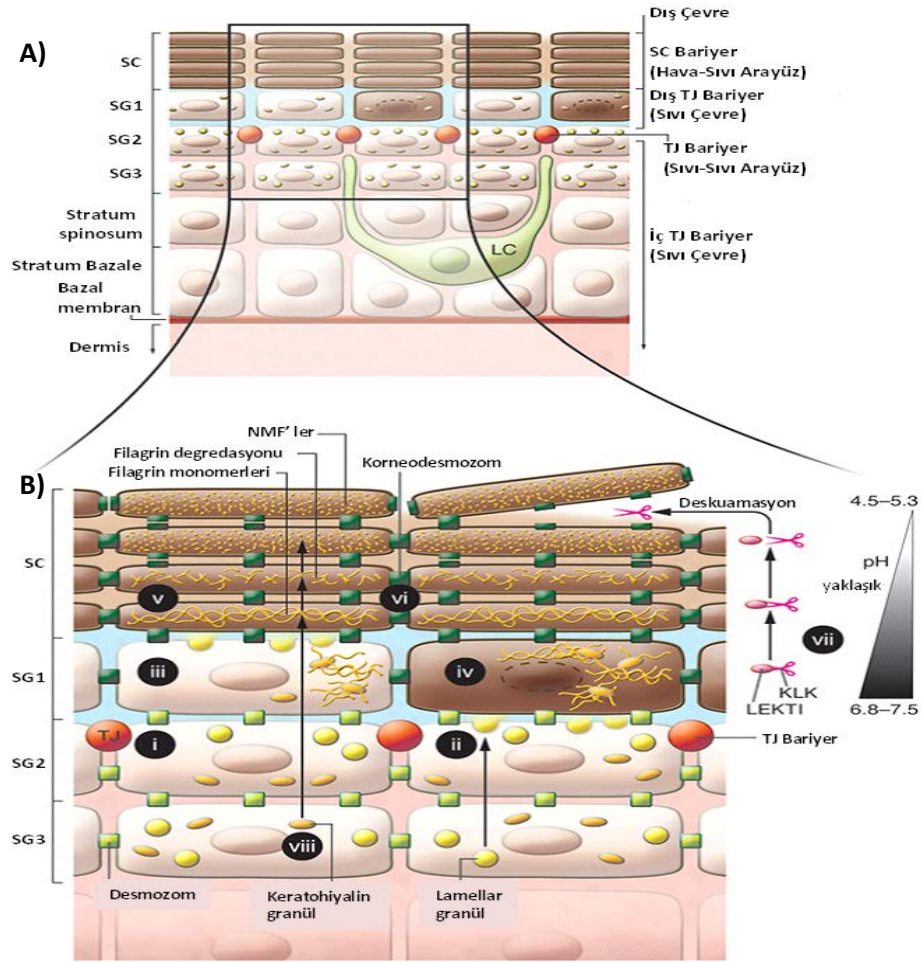 A)
SC
SG1
SG2
SG3
Stratum
spinosum
Stratum Bazale
Bazal
membran
Dermis
LC
Dış Çevre
SC Bariyer
(Hava-Sıvı Arayüz)
Dış TJ Bariyer
(Sıvı Çevre)
TJ Bariyer
(Sıvı-Sıvı Arayüz)
İç TJ Bariyer
(Sıvı Çevre)
B)
NMF' ler
Filagrin degredasyonu
Filagrin monomerleri
Korneodesmozom
SC
SG1
SG2
SG3
v
vi
iii
iv
TJ
i
ii
viii
Desmozom
Keratohiyalin
granül
Lamellar
granül
Deskuamasyon
vii
KLK
LEKTI
4.5–5.3
pH
yaklaşık
6.8–7.5
TJ Bariyer